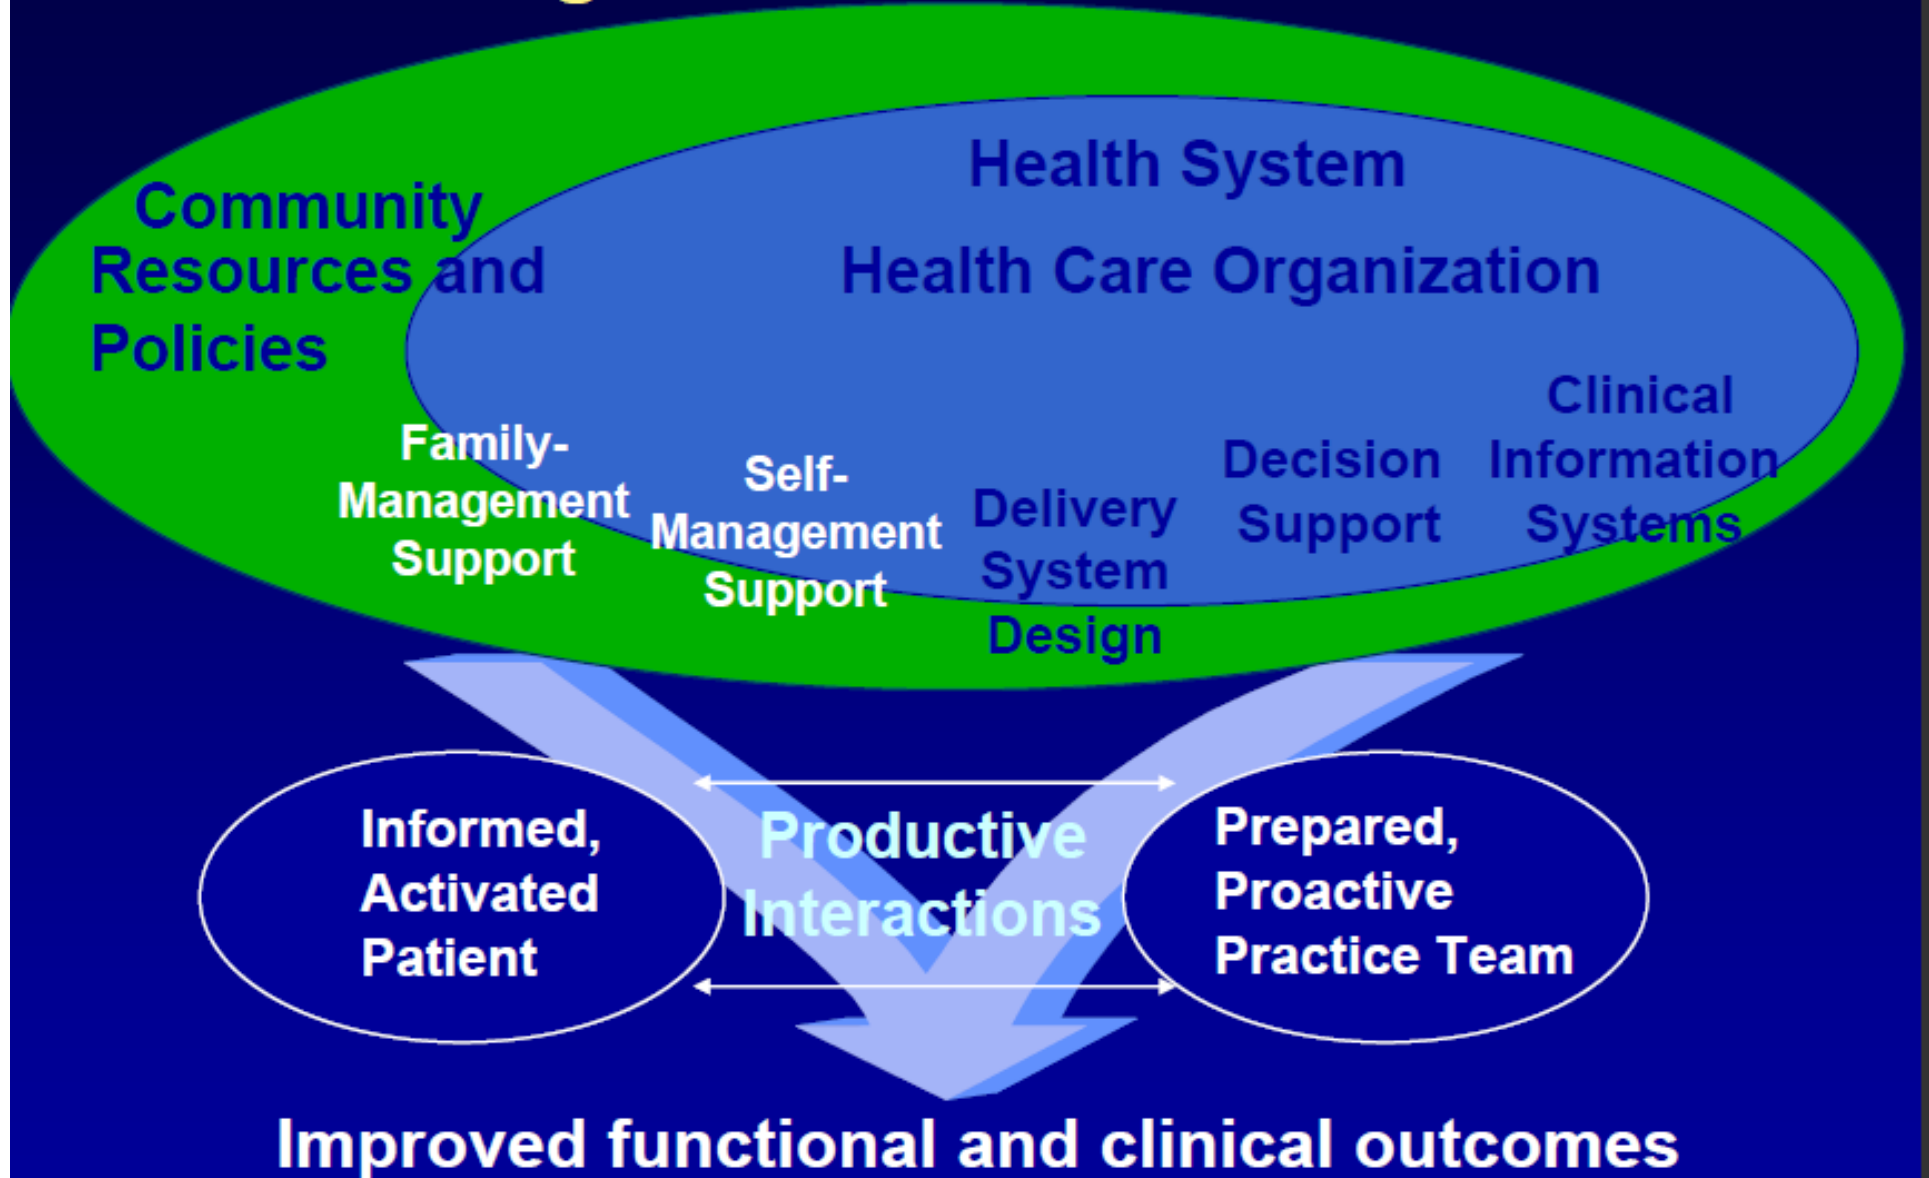 Health System
Community
Resources and
Policies
Health Care Organization
Family-
Management
Support
Self-
Management
Support
Delivery
System
Design
Decision
Support
Clinical
Information
Systems
Informed,
Activated
Patient
Productive
Interactions
Prepared,
Proactive
Practice Team
Improved functional and clinical outcomes